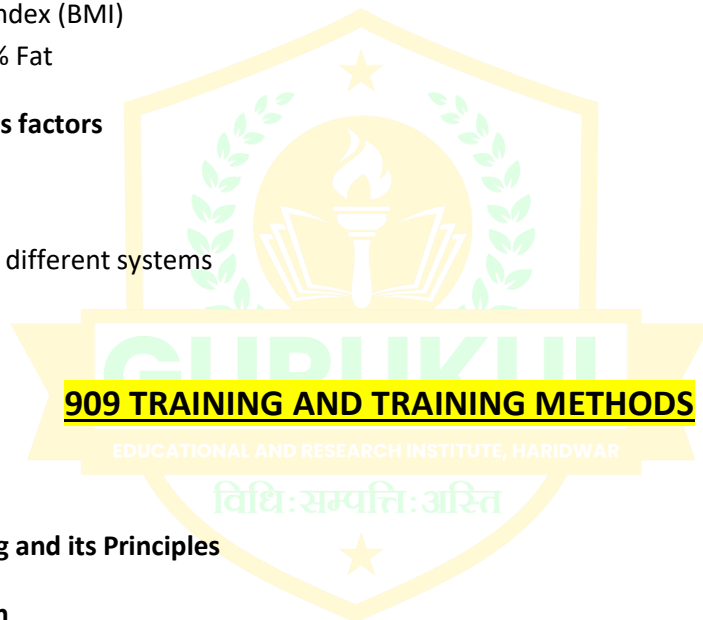 ndex (BMI)
% Fat
s factors
different systems
GURUKUL
909 TRAINING AND TRAINING METHODS
EDUCATIONAL AND RESEARCH INSTITUTE, HARIDWAR
विधि:सम्पत्ति:अस्ति
g and its Principles